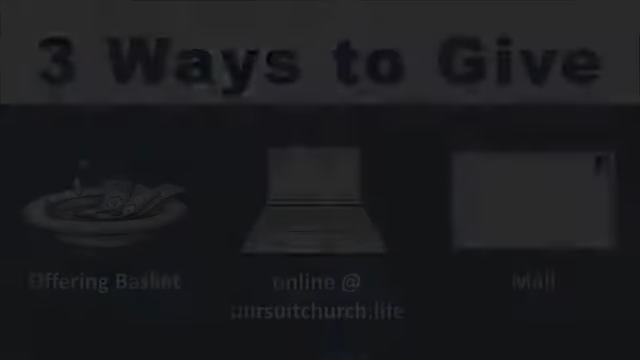 3 Ways to Give
Offering Basket
online @
pursuitchurch.life
Mail